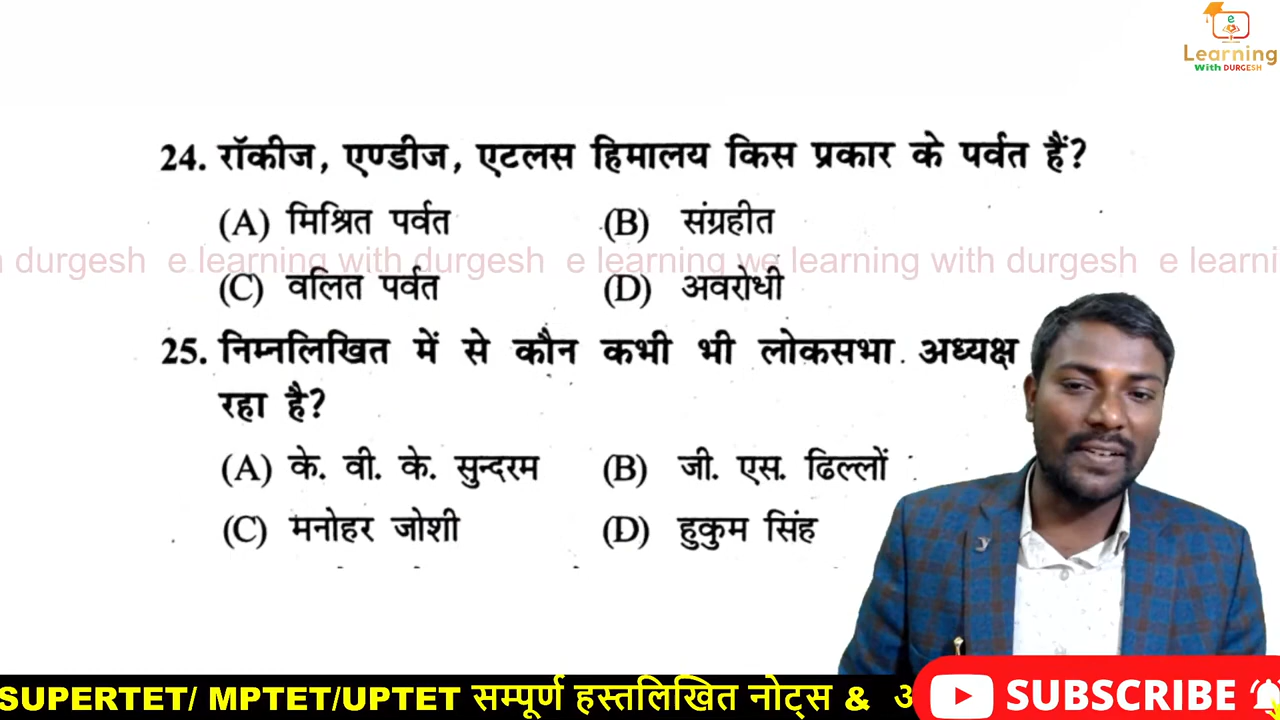 e
Learning
With DURGESH
24. रॉकीज, एण्डीज, एटलस हिमालय किस प्रकार के पर्वत हैं?
(A) मिश्रित पर्वत (B) संग्रहीत
durgesh e learning with durgesh e learning we learning with durgesh e learni
(C) वलित पर्वत (D) अवरोधी
25. निम्नलिखित में से कौन कभी भी लोकसभा अध्यक्ष
रहा है?
(A) के. वी. के. सुन्दरम (B) जी. एस. ढिल्लों
(C) मनोहर जोशी (D) हुकुम सिंह
SUPERTET/ MPTET/UPTET सम्पूर्ण हस्तलिखित नोट्स & SUBSCRIBE